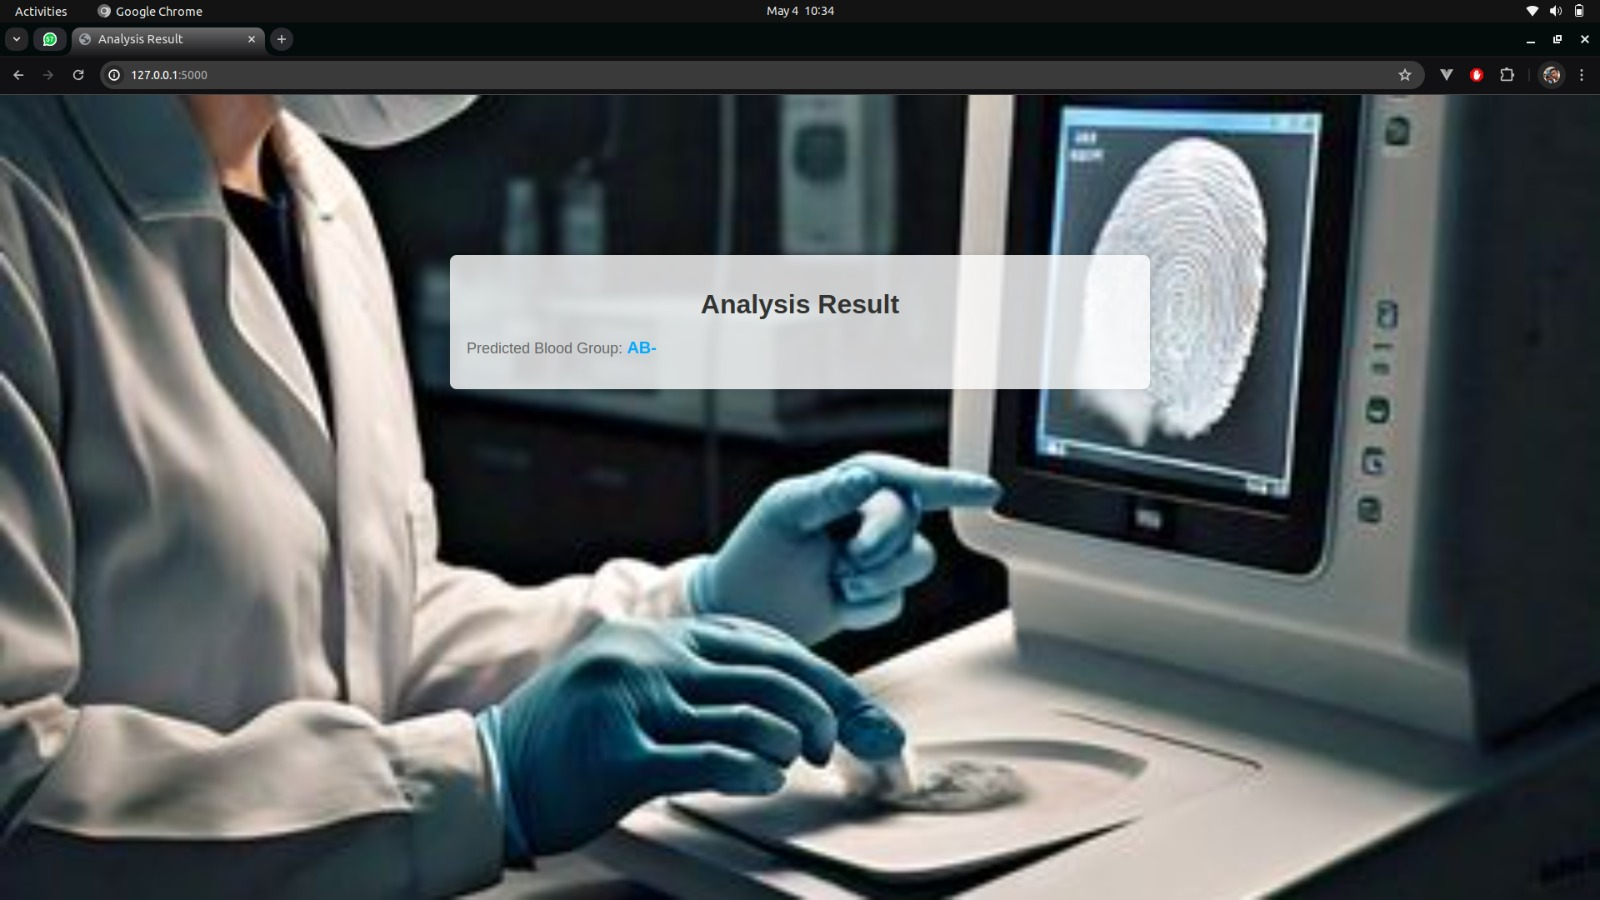 Activities
Google Chrome
May 4 10:34
Analysis Result
127.0.0.1:5000
Analysis Result
Predicted Blood Group: AB-